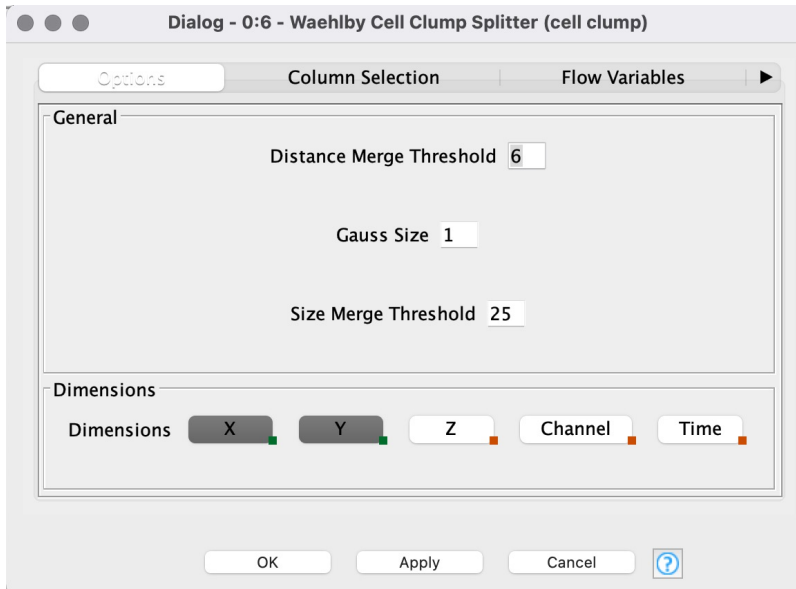 Dialog - 0:6 - Waehlby Cell Clump Splitter (cell clump)
Options Column Selection Flow Variables
General
Distance Merge Threshold 6
Gauss Size 1
Size Merge Threshold 25
Dimensions
Dimensions X Y Z Channel Time
OK Apply Cancel ?